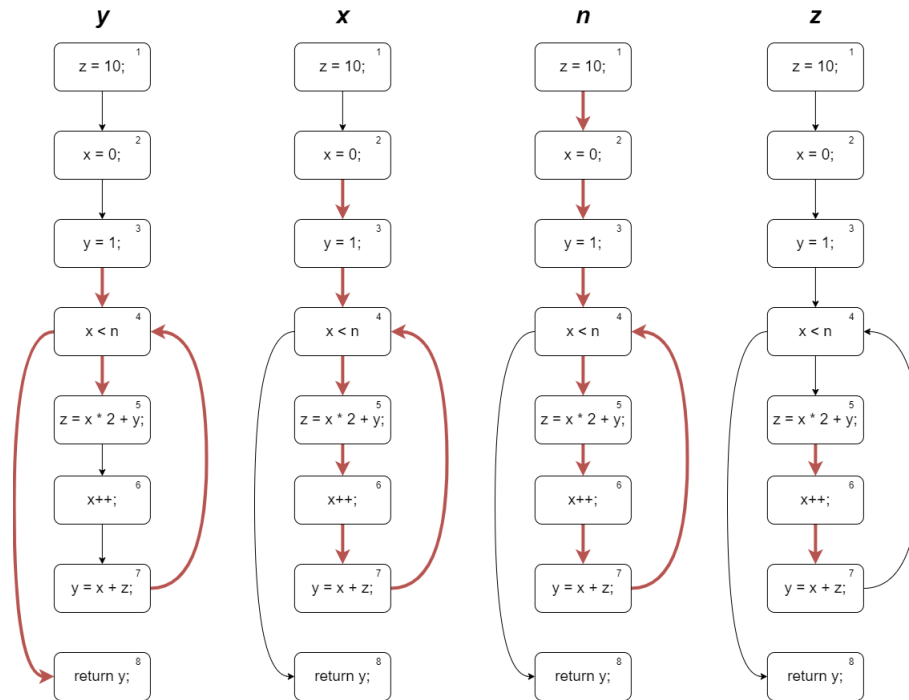 y x n z
1 1 1 1
z = 10; z = 10; z = 10; z = 10;
2 2 2 2
x = 0; x = 0; x = 0; x = 0;
3 3 3 3
y = 1; y = 1; y = 1; y = 1;
4 4 4 4
x < n x < n x < n x < n
5 5 5 5
z = x * 2 + y; z = x * 2 + y; z = x * 2 + y; z = x * 2 + y;
6 6 6 6
x++; x++; x++; x++;
7 7 7 7
y = x + z; y = x + z; y = x + z; y = x + z;
8 8 8 8
return y; return y; return y; return y;